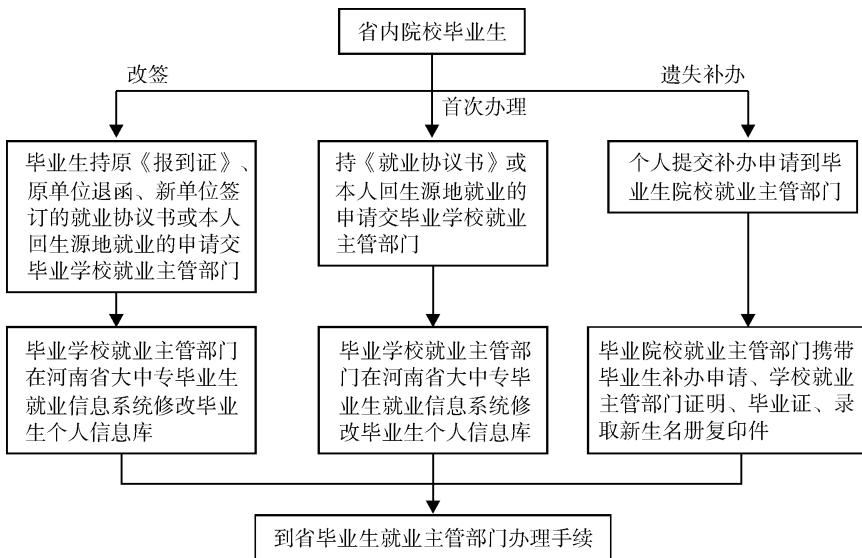 省内院校毕业生
改签
首次办理
遗失补办
毕业生持原《报到证》、
原单位退函、新单位签
订的就业协议书或本人
回生源地就业的申请交
毕业学校就业主管部门
持《就业协议书》或
本人回生源地就业的
申请交毕业学校就业
主管部门
个人提交补办申请到毕
业生院校就业主管部门
毕业学校就业主管部门
在河南省大中专毕业生
就业信息系统修改毕业
生个人信息库
毕业学校就业主管部
门在河南省大中专毕
业生就业信息系统修
改毕业生个人信息库
毕业院校就业主管部门携带
毕业生补办申请、学校就业
主管部门证明、毕业证、录
取新生名册复印件
到省毕业生就业主管部门办理手续